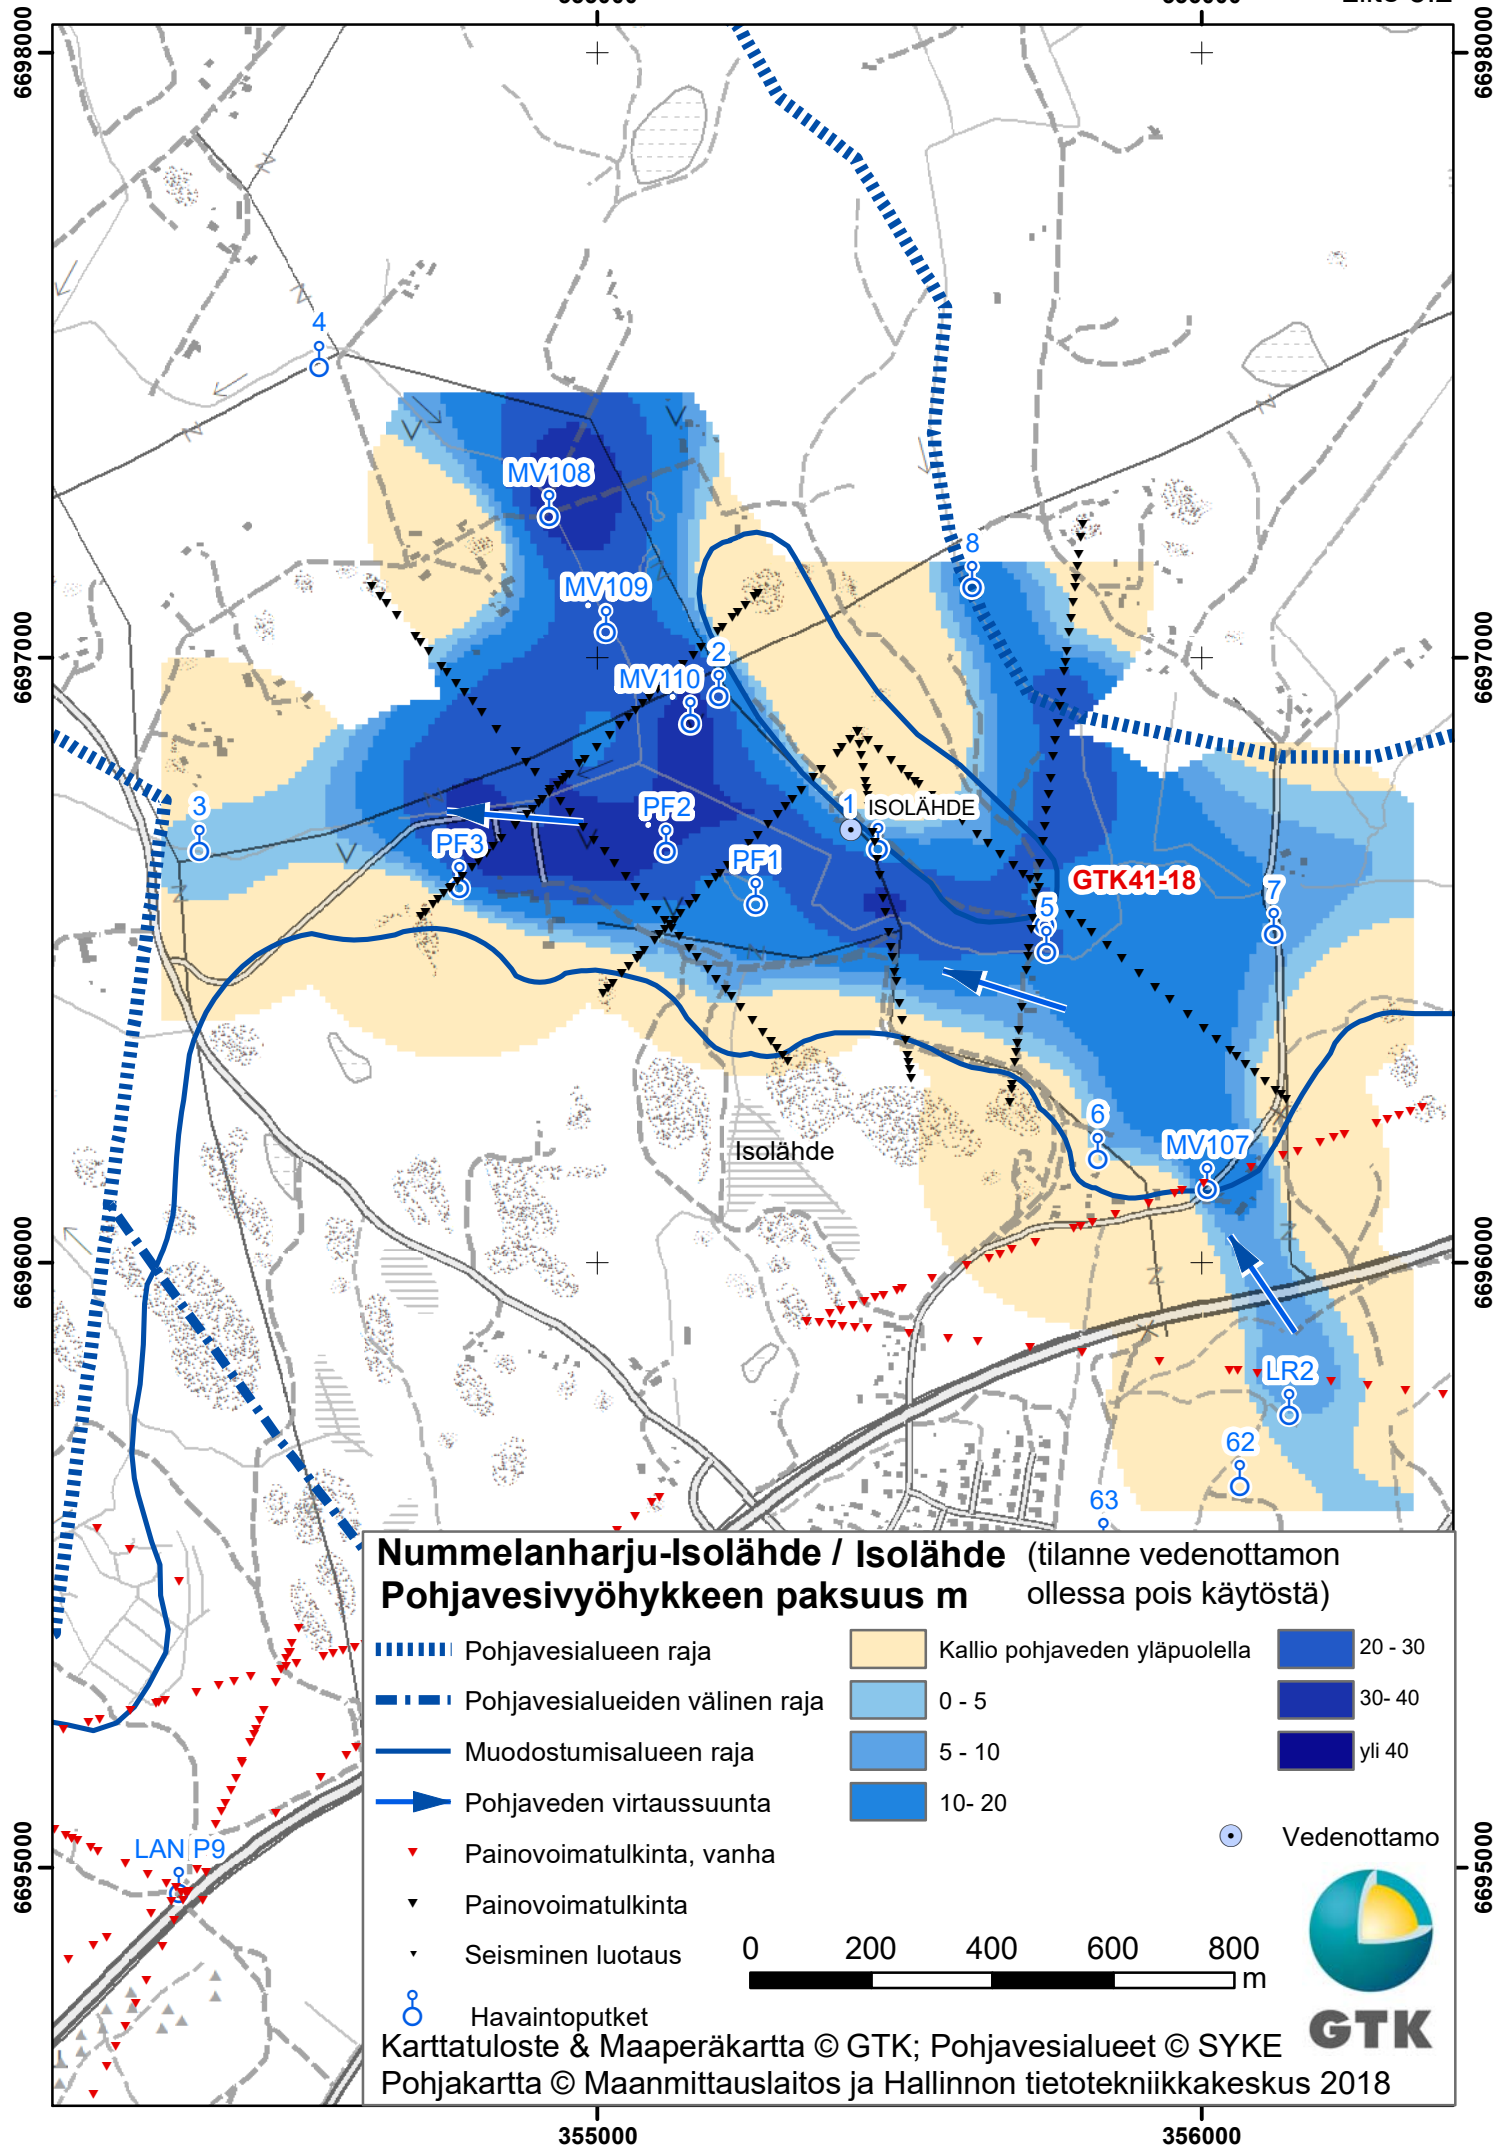 6698000
6698000
4
MV108
8
MV109
6697000
2
6697000
MV110
3
PF2
1
ISOLÄHDE
PF3
PF1
GTK41-18
7
5
6
MV107
Isolähde
6696000
6696000
LR2
62
63
Nummelanharju-Isolähde / Isolähde (tilanne vedenottamon
Pohjavesivyöhykkeen paksuus m ollessa pois käytöstä)
Pohjavesialueen raja
Kallio pohjaveden yläpuolella
20 - 30
Pohjavesialueiden välinen raja
0 - 5
30- 40
Muodostumisalueen raja
5 - 10
yli 40
Pohjaveden virtaussuunta
10- 20
Vedenottamo
Painovoimatulkinta, vanha
LAN P9
6695000
6695000
Painovoimatulkinta
Seisminen luotaus
0 200 400 600 800
m
Havaintoputket
GTK
Karttatuloste & Maaperäkartta © GTK; Pohjavesialueet © SYKE
Pohjakartta © Maanmittauslaitos ja Hallinnon tietotekniikkakeskus 2018
355000
356000